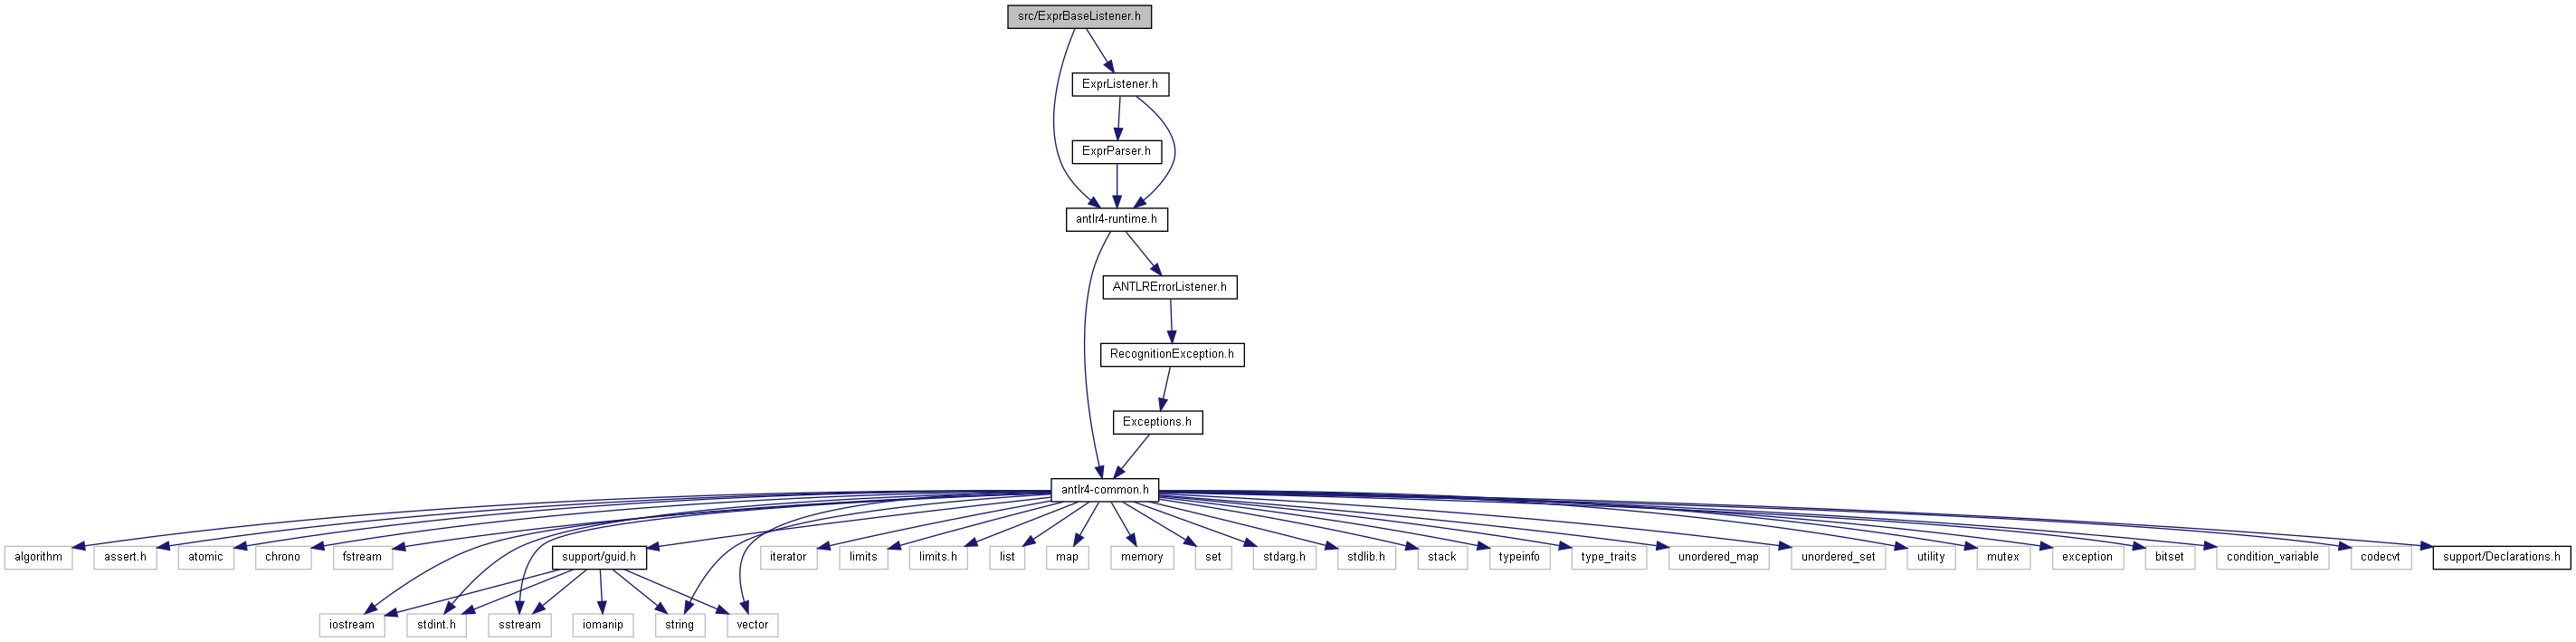 src/ExprBaseListener.h
ExprListener.h
ExprParser.h
antlr4-runtime.h
ANTLRErrorListener.h
RecognitionException.h
Exceptions.h
antlr4-common.h
algorithm
assert.h
atomic
chrono
fstream
support/guid.h
iterator
limits
limits.h
list
map
memory
set
stdarg.h
stdlib.h
stack
typeinfo
type_traits
unordered_map
unordered_set
utility
mutex
exception
bitset
condition_variable
codecvt
support/Declarations.h
iostream
stdint.h
sstream
iomanip
string
vector